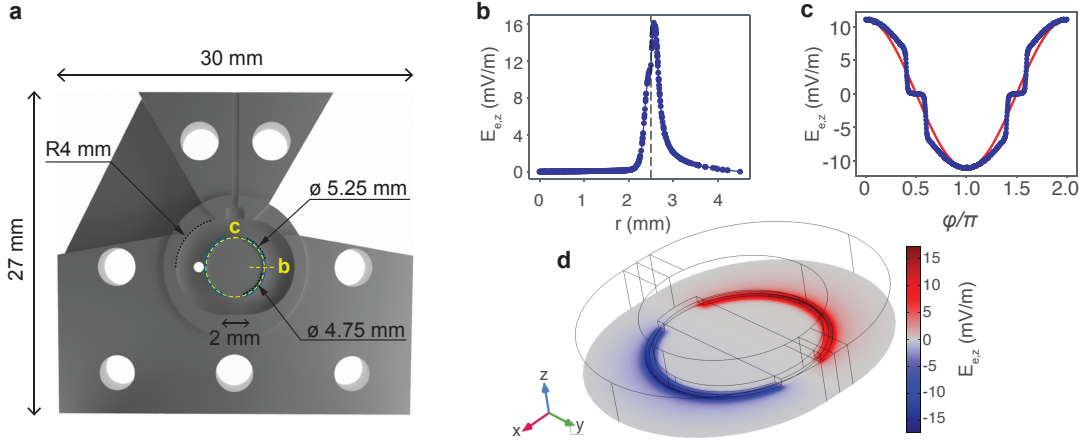 a
30 mm
27 mm
R4 mm
ø 5.25 mm
c
b
2 mm
ø 4.75 mm
b
16
12
8
4
0
E_e,z (mV/m)
0 1 2 3 4
r (mm)
c
10
5
0
-5
-10
E_e,z (mV/m)
0.0 0.5 1.0 1.5 2.0
φ/π
d
z
x
y
15
10
5
0
-5
-10
-15
E_e,z (mV/m)